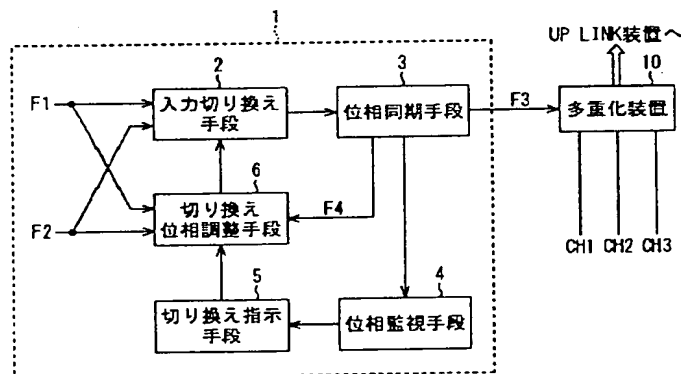 1
UP LINK装置へ
2
3
10
F1
入力切り換え
手段
位相同期手段
F3
多重化装置
6
F2
切り換え
位相調整手段
F4
CH1 CH2 CH3
5
4
切り換え指示
手段
位相監視手段